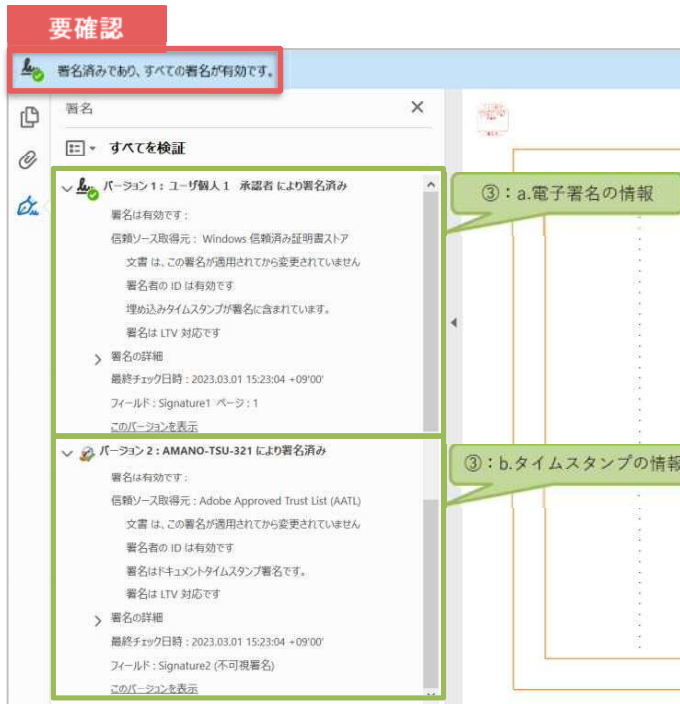 要確認
署名済みであり、すべての署名が有効です。
署名
すべてを検証
バージョン 1 : ユーザ個人 1 承認者 により署名済み
署名は有効です :
信頼ソース取得元 : Windows 信頼済み証明書ストア
文書 は、この署名が適用されてから変更されていません
署名者の ID は有効です
埋め込みタイムスタンプが署名に含まれています。
署名は LTV 対応です
署名の詳細
最終チェック日時 : 2023.03.01 15:23:04 +09'00'
フィールド : Signature1 ページ : 1
このバージョンを表示
③：a.電子署名の情報
バージョン 2 : AMANO-TSU-321 により署名済み
署名は有効です :
信頼ソース取得元 : Adobe Approved Trust List (AATL)
文書 は、この署名が適用されてから変更されていません
署名者の ID は有効です
署名はドキュメントタイムスタンプ署名です。
署名は LTV 対応です
署名の詳細
最終チェック日時 : 2023.03.01 15:23:04 +09'00'
フィールド : Signature2 (不可視署名)
このバージョンを表示
③：b.タイムスタンプの情報